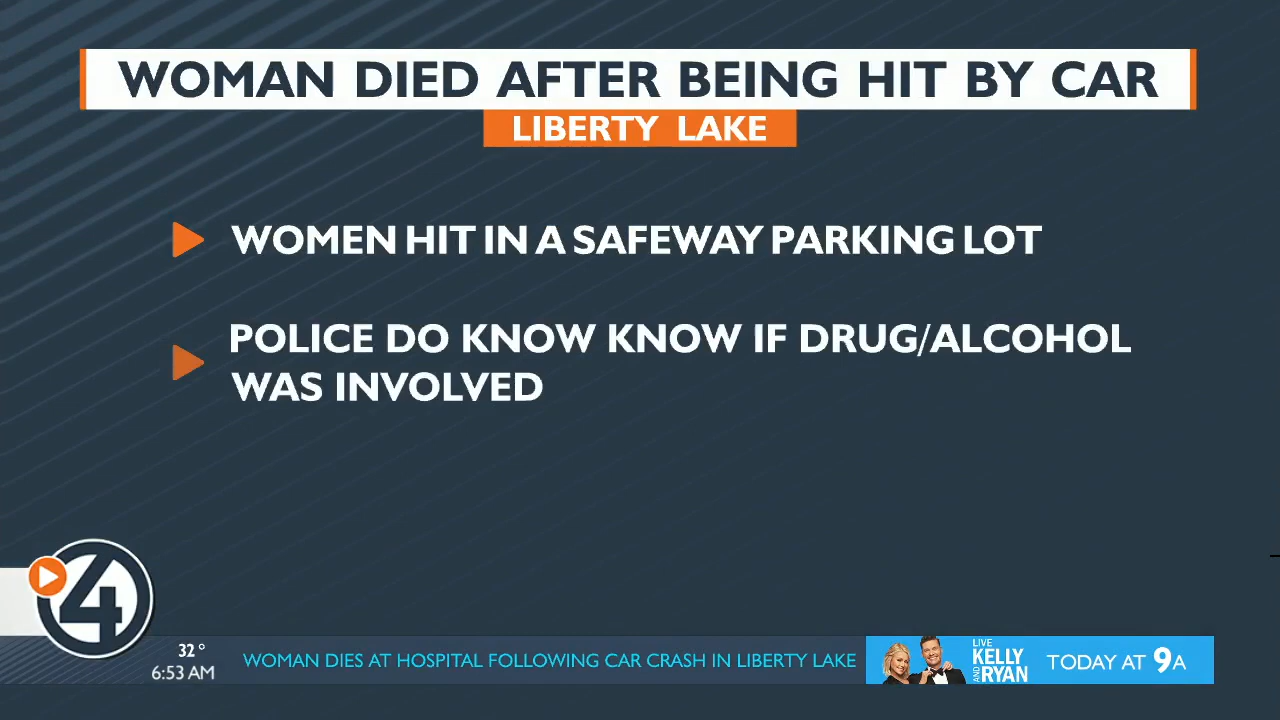 WOMAN DIED AFTER BEING HIT BY CAR
LIBERTY LAKE
WOMEN HIT IN A SAFEWAY PARKING LOT
POLICE DO KNOW KNOW IF DRUG/ALCOHOL
WAS INVOLVED
4
32°
6:53 AM
WOMAN DIES AT HOSPITAL FOLLOWING CAR CRASH IN LIBERTY LAKE
LIVE
KELLY
AND RYAN
TODAY AT 9A